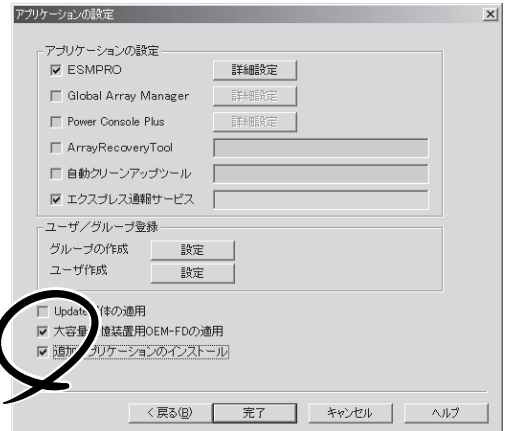 アプリケーションの設定
アプリケーションの設定
ESMPRO 詳細設定
Global Array Manager 詳細設定
Power Console Plus 詳細設定
ArrayRecoveryTool
自動クリーンアップツール
エクスプレス通報サービス
ユーザ/グループ登録
グループの作成 設定
ユーザ作成 設定
Update 体の適用
大容量 憶装置用OEM-FDの適用
追加 プリケーションのインストール
<戻る(B) 完了 キャンセル ヘルプ